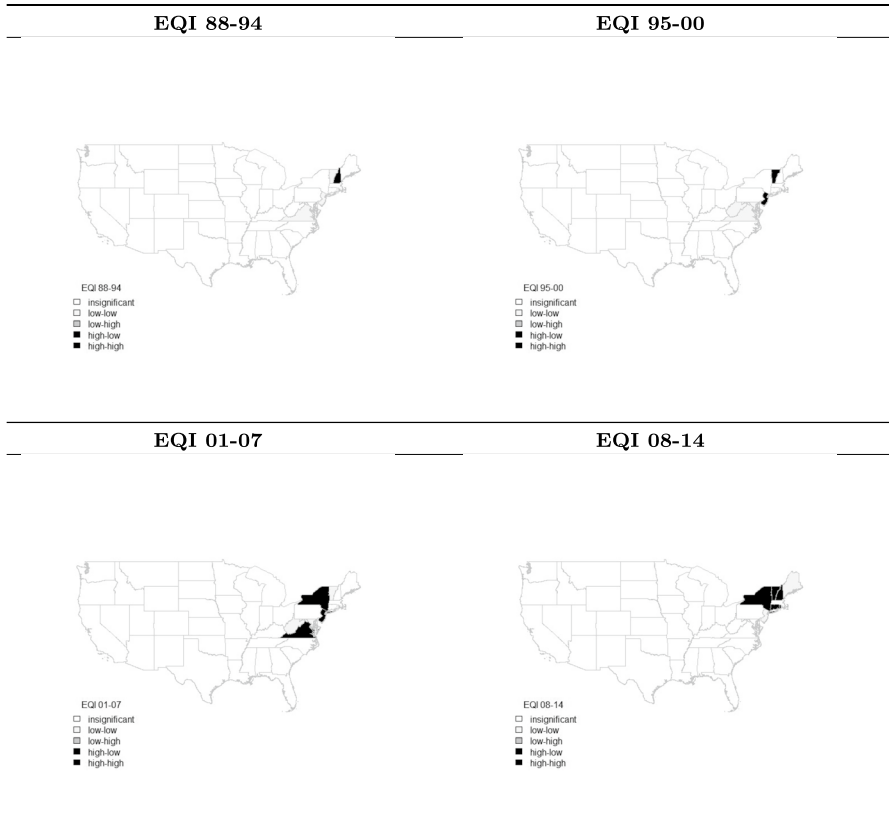 EQI 88-94
EQI 95-00
EQI 88-94
insignificant
low-low
low-high
high-low
high-high
EQI 95-00
insignificant
low-low
low-high
high-low
high-high
EQI 01-07
EQI 08-14
EQI 01-07
insignificant
low-low
low-high
high-low
high-high
EQI 08-14
insignificant
low-low
low-high
high-low
high-high